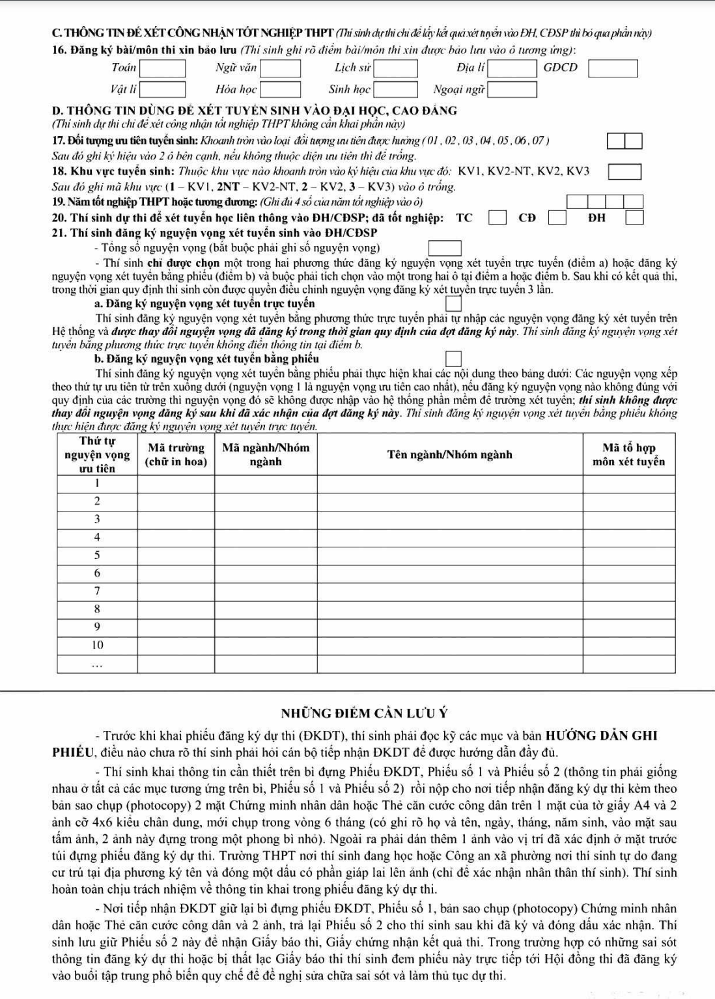 C. THÔNG TIN ĐỂ XÉT CÔNG NHẬN TỐT NGHIỆP THPT (Thí sinh dự thi chỉ để lấy kết quả xét tuyển vào ĐH, CĐSP thì bỏ qua phần này)
16. Đăng ký bài/môn thi xin bảo lưu (Thí sinh ghi rõ điểm bài/môn thi xin được bảo lưu vào ô tương ứng):
Toán Ngữ văn Lịch sử Địa lí GDCD
Vật lí Hóa học Sinh học Ngoại ngữ
D. THÔNG TIN DÙNG ĐỂ XÉT TUYỂN SINH VÀO ĐẠI HỌC, CAO ĐẲNG
(Thí sinh dự thi chỉ để xét công nhận tốt nghiệp THPT không cần khai phần này)
17. Đối tượng ưu tiên tuyển sinh: Khoanh tròn vào loại đối tượng ưu tiên được hưởng ( 01 , 02 , 03 , 04 , 05 , 06 , 07 )
Sau đó ghi ký hiệu vào 2 ô bên cạnh, nếu không thuộc diện ưu tiên thì để trống.
18. Khu vực tuyển sinh: Thuộc khu vực nào khoanh tròn vào ký hiệu của khu vực đó: KV1, KV2-NT, KV2, KV3
Sau đó ghi mã khu vực (1 – KV1, 2NT – KV2-NT, 2 – KV2, 3 – KV3) vào ô trống.
19. Năm tốt nghiệp THPT hoặc tương đương: (Ghi đủ 4 số của năm tốt nghiệp vào ô)
20. Thí sinh dự thi để xét tuyển học liên thông vào ĐH/CĐSP; đã tốt nghiệp: TC CĐ ĐH
21. Thí sinh đăng ký nguyện vọng xét tuyển sinh vào ĐH/CĐSP
- Tổng số nguyện vọng (bắt buộc phải ghi số nguyện vọng)
- Thí sinh chỉ được chọn một trong hai phương thức đăng ký nguyện vọng xét tuyển trực tuyến (điểm a) hoặc đăng ký
nguyện vọng xét tuyển bằng phiếu (điểm b) và buộc phải tích chọn vào một trong hai ô tại điểm a hoặc điểm b. Sau khi có kết quả thi,
trong thời gian quy định thí sinh còn được quyền điều chỉnh nguyện vọng đăng ký xét tuyển trực tuyến 3 lần.
a. Đăng ký nguyện vọng xét tuyển trực tuyến
Thí sinh đăng ký nguyện vọng xét tuyển bằng phương thức trực tuyến phải tự nhập các nguyện vọng đăng ký xét tuyển trên
Hệ thống và được thay đổi nguyện vọng đã đăng ký trong thời gian quy định của đợt đăng ký này. Thí sinh đăng ký nguyện vọng xét
tuyển bằng phương thức trực tuyến không điền thông tin tại điểm b.
b. Đăng ký nguyện vọng xét tuyển bằng phiếu
Thí sinh đăng ký nguyện vọng xét tuyển bằng phiếu phải thực hiện khai các nội dung theo bảng dưới: Các nguyện vọng xếp
theo thứ tự ưu tiên từ trên xuống dưới (nguyện vọng 1 là nguyện vọng ưu tiên cao nhất), nếu đăng ký nguyện vọng nào không đúng với
quy định của các trường thì nguyện vọng đó sẽ không được nhập vào hệ thống phần mềm để trường xét tuyển; thí sinh không được
thay đổi nguyện vọng đăng ký sau khi đã xác nhận của đợt đăng ký này. Thí sinh đăng ký nguyện vọng xét tuyển bằng phiếu không
thực hiện được đăng ký nguyện vọng xét tuyển trực tuyến.
Thứ tự
nguyện vọng
ưu tiên
Mã trường
(chữ in hoa)
Mã ngành/Nhóm
ngành
Tên ngành/Nhóm ngành
Mã tổ hợp
môn xét tuyển
1
2
3
4
5
6
7
8
9
10
…
NHỮNG ĐIỂM CẦN LƯU Ý
- Trước khi khai phiếu đăng ký dự thi (ĐKDT), thí sinh phải đọc kỹ các mục và bản HƯỚNG DẪN GHI
PHIẾU, điều nào chưa rõ thí sinh phải hỏi cán bộ tiếp nhận ĐKDT để được hướng dẫn đầy đủ.
- Thí sinh khai thông tin cần thiết trên bì đựng Phiếu ĐKDT, Phiếu số 1 và Phiếu số 2 (thông tin phải giống
nhau ở tất cả các mục tương ứng trên bì, Phiếu số 1 và Phiếu số 2) rồi nộp cho nơi tiếp nhận đăng ký dự thi kèm theo
bản sao chụp (photocopy) 2 mặt Chứng minh nhân dân hoặc Thẻ căn cước công dân trên 1 mặt của tờ giấy A4 và 2
ảnh cỡ 4x6 kiểu chân dung, mới chụp trong vòng 6 tháng (có ghi rõ họ và tên, ngày, tháng, năm sinh, vào mặt sau
tấm ảnh, 2 ảnh này đựng trong một phong bì nhỏ). Ngoài ra phải dán thêm 1 ảnh vào vị trí đã xác định ở mặt trước
túi đựng phiếu đăng ký dự thi. Trường THPT nơi thí sinh đang học hoặc Công an xã phường nơi thí sinh tự do đang
cư trú tại địa phương ký tên và đóng một dấu có phần giáp lai lên ảnh (chỉ để xác nhận nhân thân thí sinh). Thí sinh
hoàn toàn chịu trách nhiệm về thông tin khai trong phiếu đăng ký dự thi.
- Nơi tiếp nhận ĐKDT giữ lại bì đựng phiếu ĐKDT, Phiếu số 1, bản sao chụp (photocopy) Chứng minh nhân
dân hoặc Thẻ căn cước công dân và 2 ảnh, trả lại Phiếu số 2 cho thí sinh sau khi đã ký và đóng dấu xác nhận. Thí
sinh lưu giữ Phiếu số 2 này để nhận Giấy báo thi, Giấy chứng nhận kết quả thi. Trong trường hợp có những sai sót
thông tin đăng ký dự thi hoặc bị thất lạc Giấy báo thi thí sinh đem phiếu này trực tiếp tới Hội đồng thi đã đăng ký
vào buổi tập trung phổ biến quy chế để đề nghị sửa chữa sai sót và làm thủ tục dự thi.